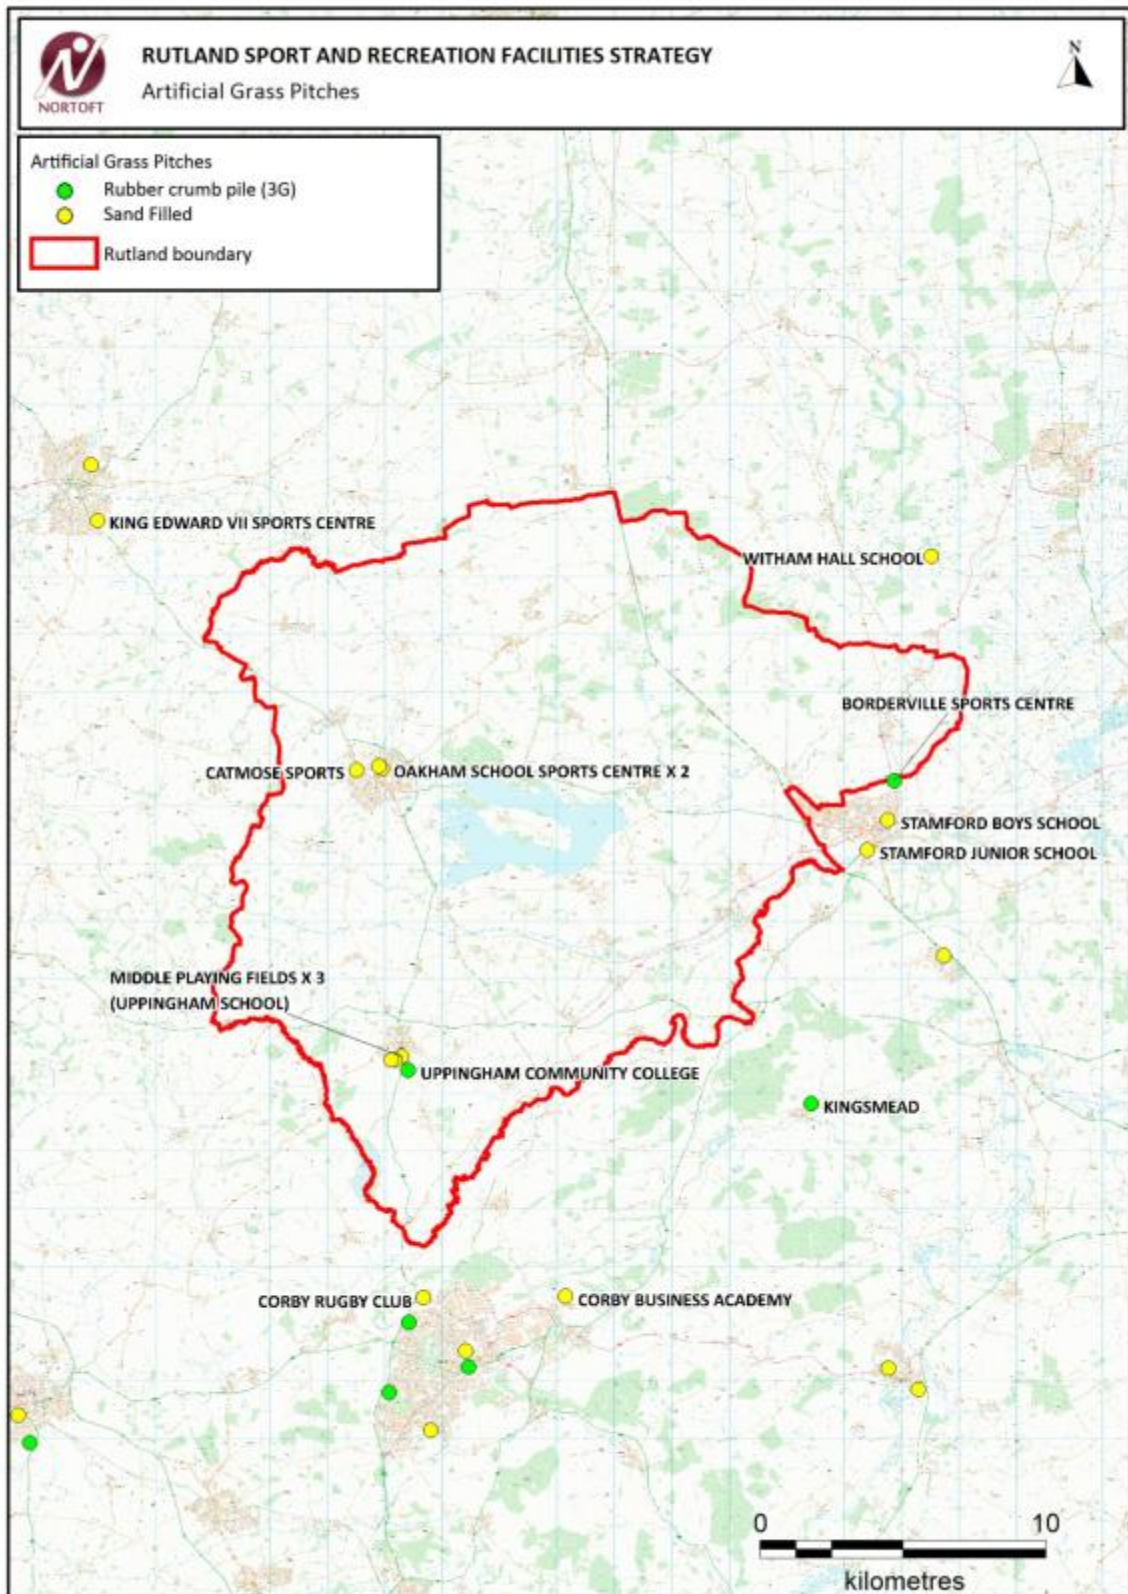 NORTOFT
RUTLAND SPORT AND RECREATION FACILITIES STRATEGY
Artificial Grass Pitches
N
Artificial Grass Pitches
Rubber crumb pile (3G)
Sand Filled
Rutland boundary
KING EDWARD VII SPORTS CENTRE
WITHAM HALL SCHOOL
BORDERVILLE SPORTS CENTRE
CATMOSE SPORTS
OAKHAM SCHOOL SPORTS CENTRE X 2
STAMFORD BOYS SCHOOL
STAMFORD JUNIOR SCHOOL
MIDDLE PLAYING FIELDS X 3
(UPPINGHAM SCHOOL)
UPPINGHAM COMMUNITY COLLEGE
KINGSMEAD
CORBY RUGBY CLUB
CORBY BUSINESS ACADEMY
0 10
kilometres